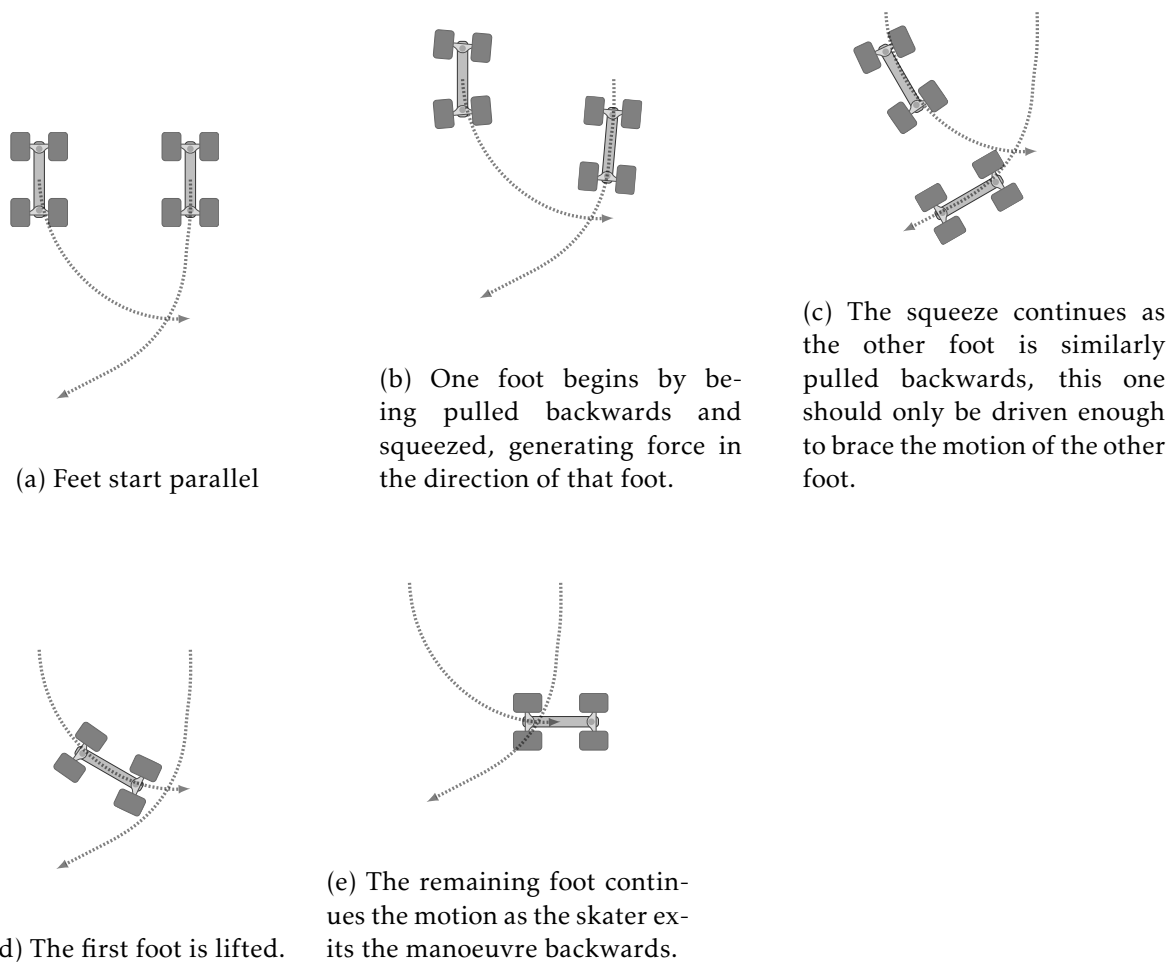 (a) Feet start parallel
(b) One foot begins by be-
ing pulled backwards and
squeezed, generating force in
the direction of that foot.
(c) The squeeze continues as
the other foot is similarly
pulled backwards, this one
should only be driven enough
to brace the motion of the other
foot.
d) The first foot is lifted.
(e) The remaining foot contin-
ues the motion as the skater ex-
its the manoeuvre backwards.